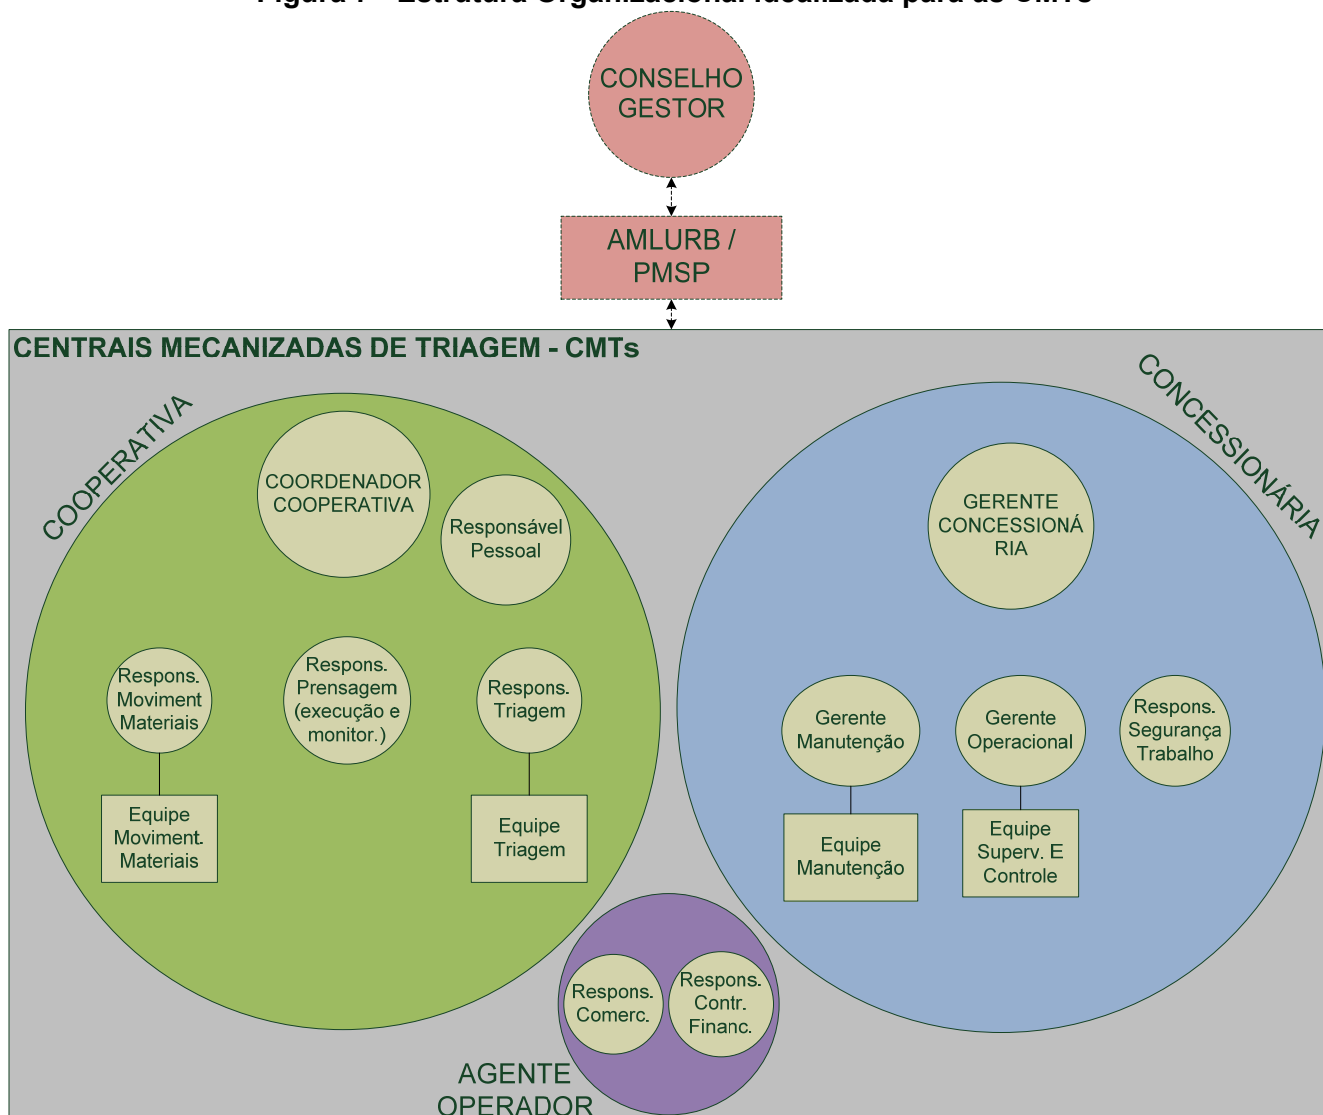 CONSELHO
GESTOR
AMLURB /
PMSP
CENTRAIS MECANIZADAS DE TRIAGEM - CMTs
COOPERATIVA
COORDENADOR
COOPERATIVA
Responsável
Pessoal
Respons.
Moviment
Materiais
Respons.
Prensagem
(execução e
monitor.)
Respons.
Triagem
Equipe
Moviment.
Materiais
Equipe
Triagem
CONCESSIONÁRIA
GERENTE
CONCESSIONÁ
RIA
Gerente
Manutenção
Gerente
Operacional
Respons.
Segurança
Trabalho
Equipe
Manutenção
Equipe
Superv. E
Controle
Respons.
Comerc.
Respons.
Contr.
Financ.
AGENTE
OPERADOR